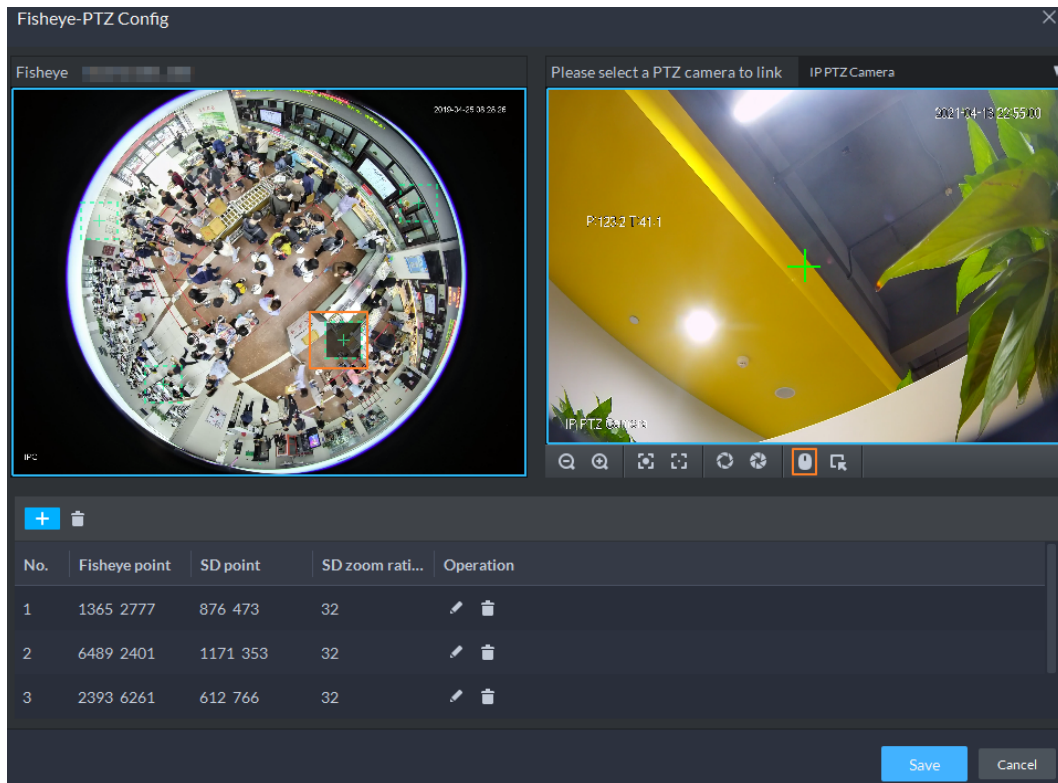 Fisheye-PTZ Config
Fisheye
Please select a PTZ camera to link
IP PTZ Camera
2019-04-25 08:26:26
2021-04-13 22:55:00
P:123.2 T:41.1
IP PTZ Camera
IPC
No.
Fisheye point
SD point
SD zoom rati...
Operation
1
1365 2777
876 473
32
2
6489 2401
1171 353
32
3
2393 6261
612 766
32
Save
Cancel